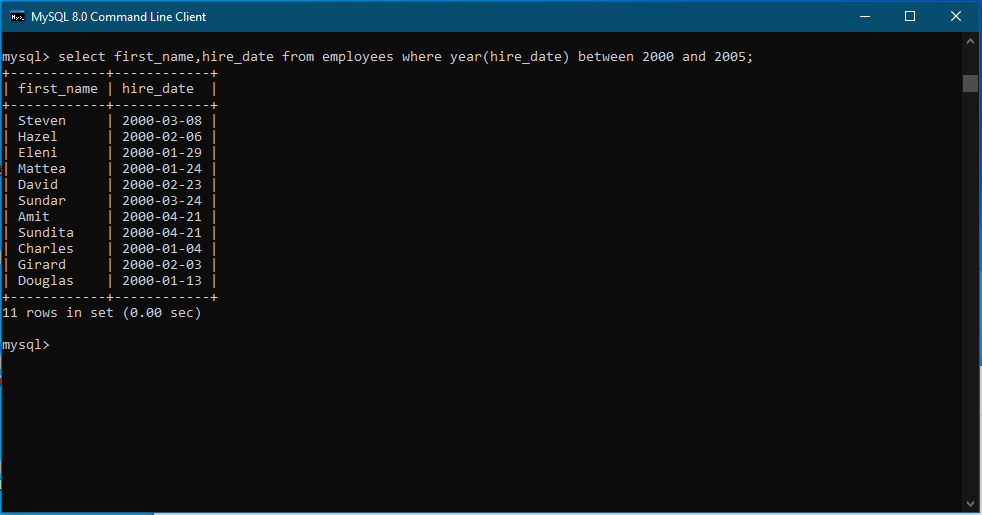 MySQL 8.0 Command Line Client
mysql> select first_name,hire_date from employees where year(hire_date) between 2000 and 2005;
+------------+------------+
| first_name | hire_date  |
+------------+------------+
| Steven     | 2000-03-08 |
| Hazel      | 2000-02-06 |
| Eleni      | 2000-01-29 |
| Mattea     | 2000-01-24 |
| David      | 2000-02-23 |
| Sundar     | 2000-03-24 |
| Amit       | 2000-04-21 |
| Sundita    | 2000-04-21 |
| Charles    | 2000-01-04 |
| Girard     | 2000-02-03 |
| Douglas    | 2000-01-13 |
+------------+------------+
11 rows in set (0.00 sec)
mysql>